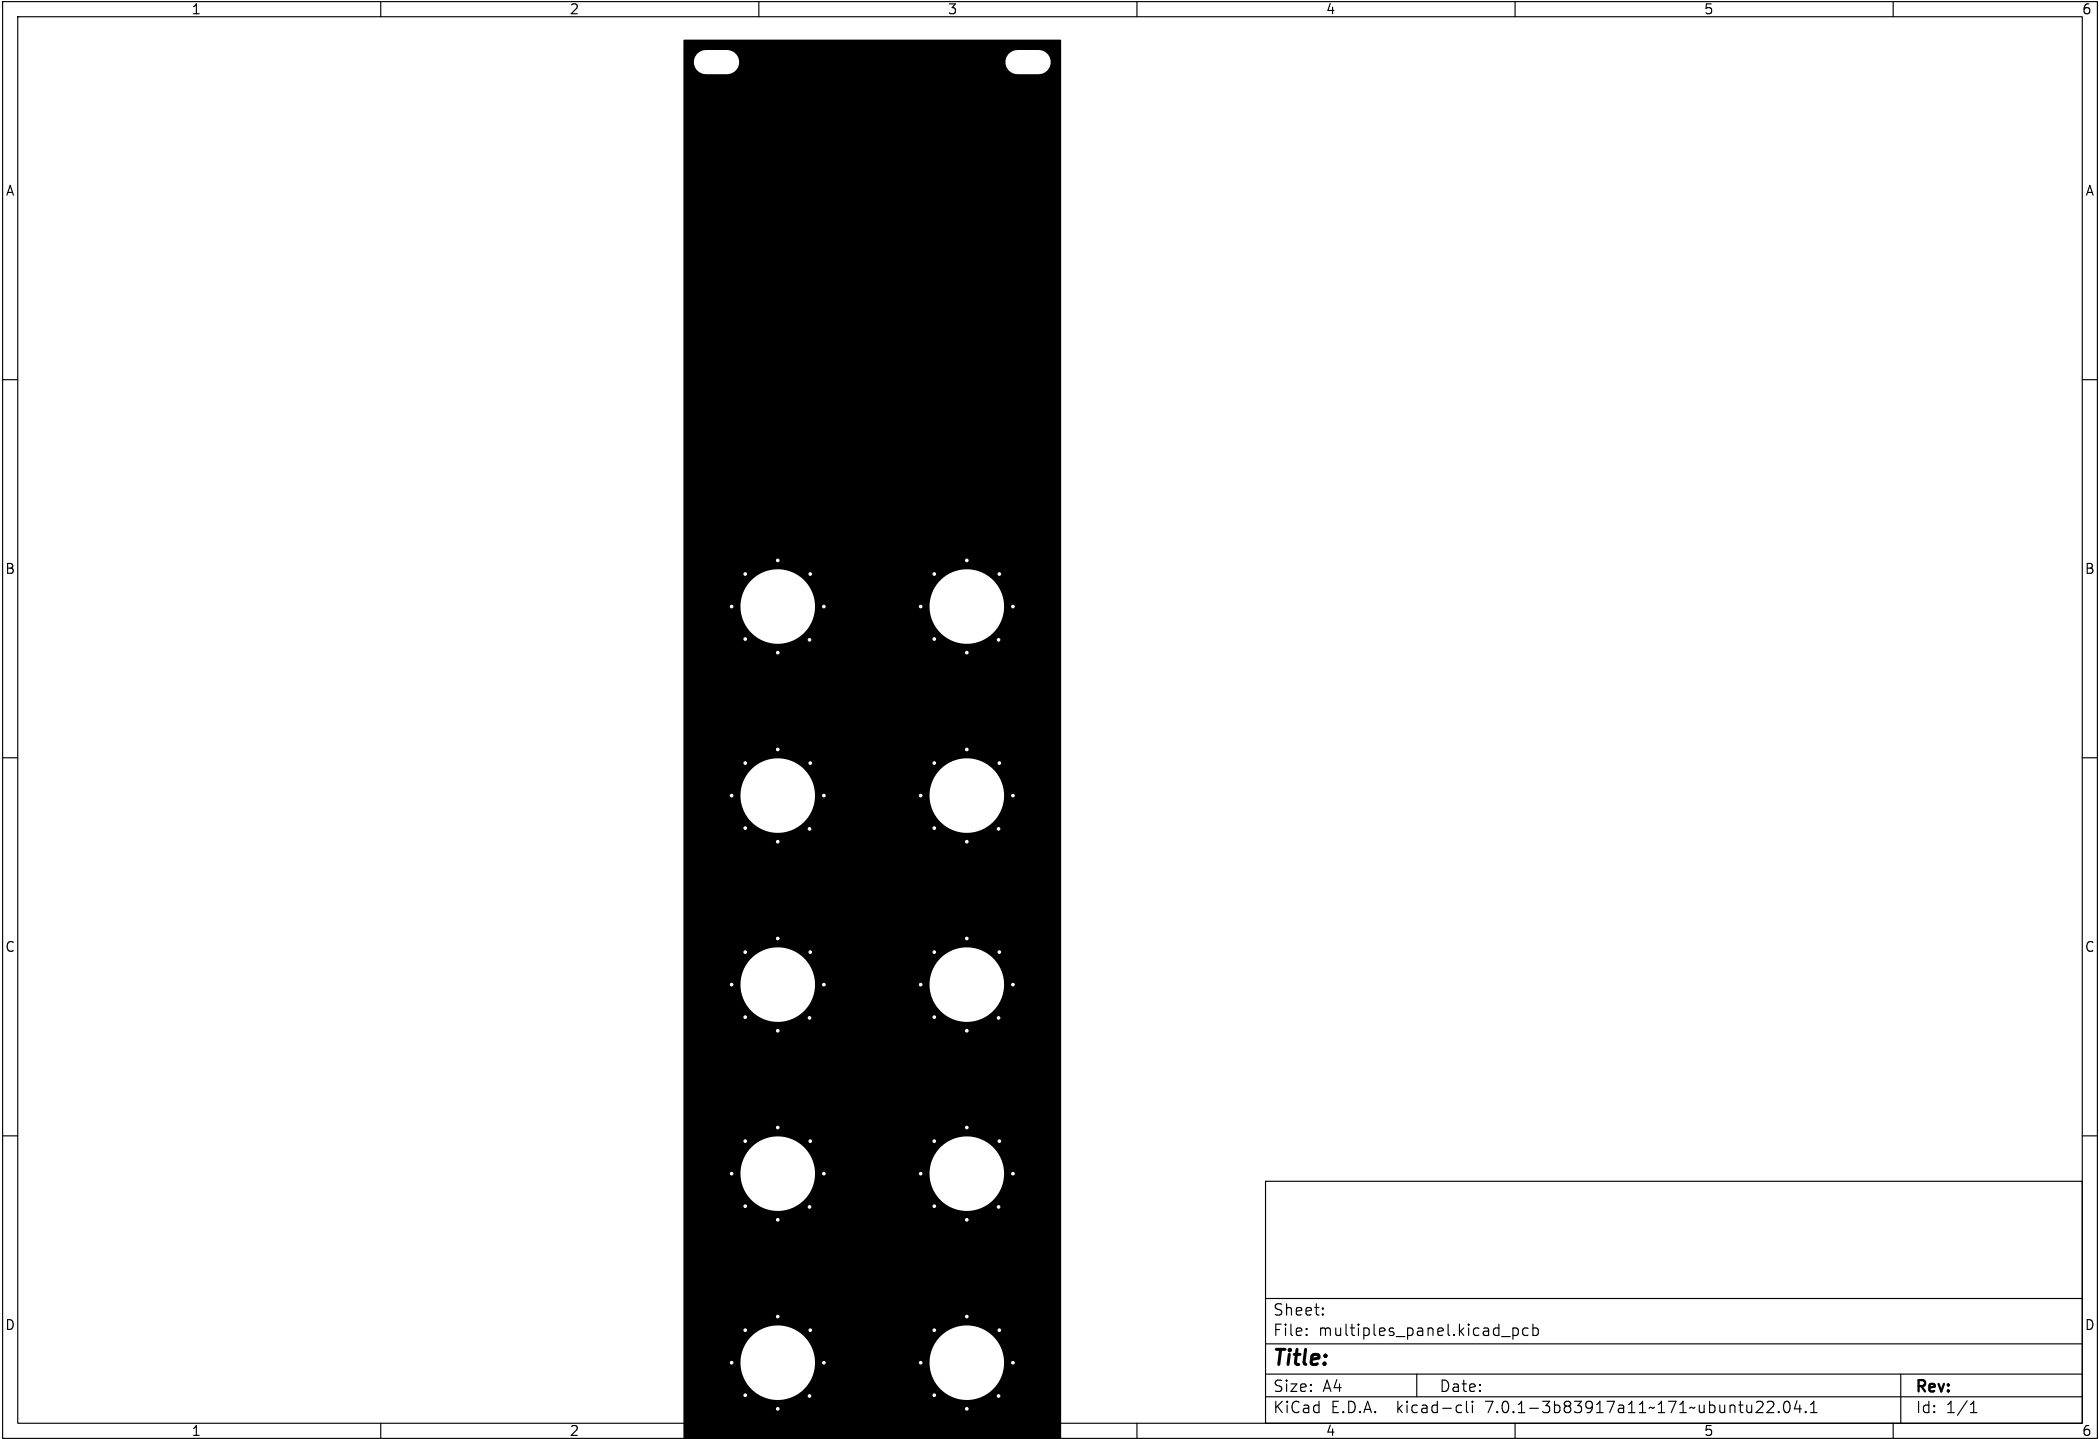 1 2 3 4 5 6
A A
B B
C C
Sheet:
File: multiples_panel.kicad_pcb
D D
Title:
Size: A4 Date: Rev:
KiCad E.D.A. kicad-cli 7.0.1-3b83917a11~171~ubuntu22.04.1 Id: 1/1
1 2 4 5 6